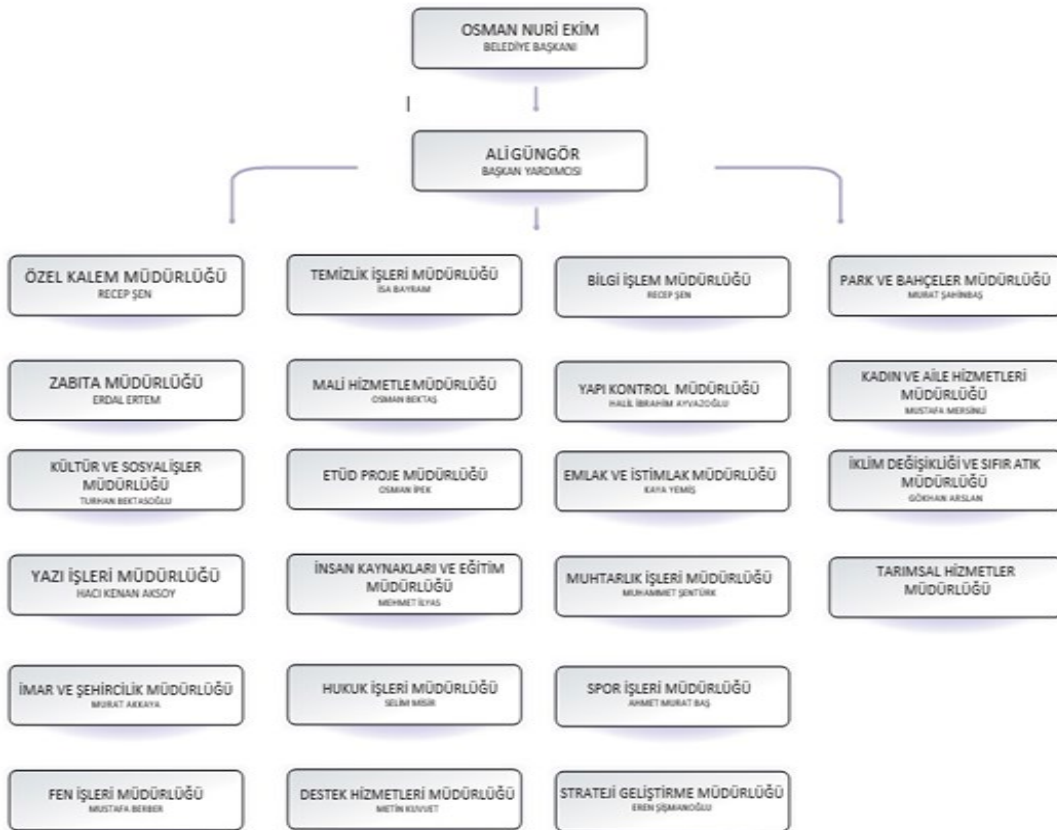 OSMAN NURİ EKİM
BELEDİYE BAŞKANI
ALİ GÜNGÖR
BAŞKAN YARDIMCISI
ÖZEL KALEM MÜDÜRLÜĞÜ
RECEP ŞEN
TEMİZLİK İŞLERİ MÜDÜRLÜĞÜ
İSA BAYRAM
BİLGİ İŞLEM MÜDÜRLÜĞÜ
RECEP ŞEN
PARK VE BAHÇELER MÜDÜRLÜĞÜ
MURAT ŞAHİNBAŞ
ZABITA MÜDÜRLÜĞÜ
ERDAL ERTEM
MALİ HİZMETLE MÜDÜRLÜĞÜ
OSMAN BEKTAŞ
YAPI KONTROL MÜDÜRLÜĞÜ
HALİL İBRAHİM AYVAZOĞLU
KADIN VE AİLE HİZMETLERİ
MÜDÜRLÜĞÜ
MUSTAFA MERSİNLİ
KÜLTÜR VE SOSYAL İŞLER
MÜDÜRLÜĞÜ
TURHAN BEKTASOĞLU
ETÜD PROJE MÜDÜRLÜĞÜ
OSMAN İPEK
EMLAK VE İSTİMLAK MÜDÜRLÜĞÜ
KAYA YEMİŞ
İKLİM DEĞİŞİKLİĞİ VE SIFIR ATIK
MÜDÜRLÜĞÜ
GÖKHAN ARSLAN
YAZI İŞLERİ MÜDÜRLÜĞÜ
HACI KENAN AKSOY
İNSAN KAYNAKLARI VE EĞİTİM
MÜDÜRLÜĞÜ
MEHMET İLYAS
MUHTARLIK İŞLERİ MÜDÜRLÜĞÜ
MUHAMMET ŞENTÜRK
TARIMSAL HİZMETLER
MÜDÜRLÜĞÜ
İMAR VE ŞEHİRCİLİK MÜDÜRLÜĞÜ
MURAT AKKAYA
HUKUK İŞLERİ MÜDÜRLÜĞÜ
SELİM MISIR
SPOR İŞLERİ MÜDÜRLÜĞÜ
AHMET MURAT BAŞ
FEN İŞLERİ MÜDÜRLÜĞÜ
MUSTAFA BERBER
DESTEK HİZMETLERİ MÜDÜRLÜĞÜ
METİN KUVVET
STRATEJİ GELİŞTİRME MÜDÜRLÜĞÜ
EREN ŞİŞMANOĞLU